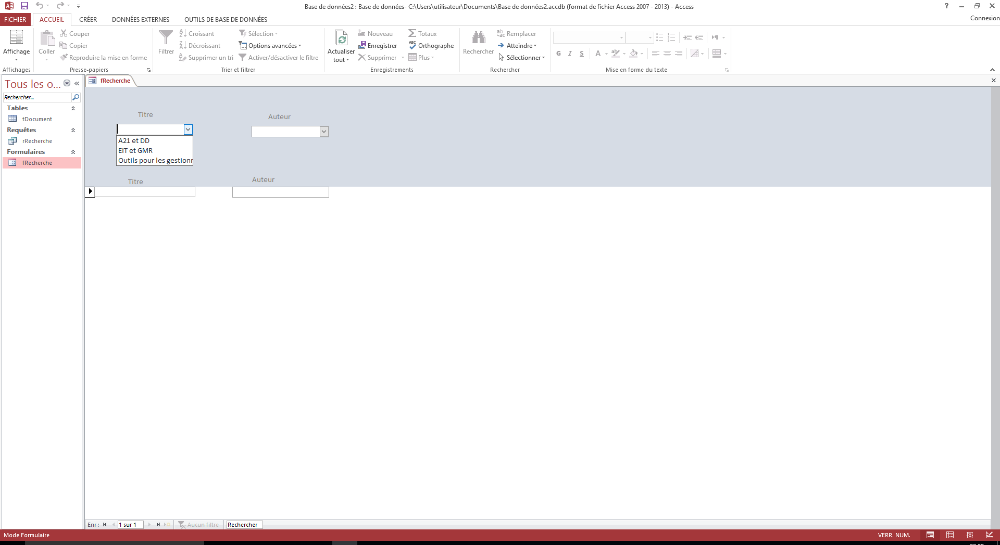 Base de données2 : Base de données- C:\Users\utilisateur\Documents\Base de données2.accdb (format de fichier Access 2007 - 2013) - Access
?
FICHIER ACCUEIL CRÉER DONNÉES EXTERNES OUTILS DE BASE DE DONNÉES
Connexion
Affichage
Affichages
Coller
Couper
Copier
Reproduire la mise en forme
Presse-papiers
Filtrer
Croissant
Décroissant
Supprimer un tri
Sélection
Options avancées
Activer/désactiver le filtre
Trier et filtrer
Actualiser
tout
Nouveau
Enregistrer
Supprimer
Totaux
Orthographe
Plus
Enregistrements
Rechercher
Remplacer
Atteindre
Sélectionner
Rechercher
G I S A
Mise en forme du texte
Tous les o...
Rechercher...
Tables
tDocument
Requêtes
rRecherche
Formulaires
fRecherche
fRecherche
Titre
Auteur
A21 et DD
EIT et GMR
Outils pour les gestionr
Titre
Auteur
Enr : 1 sur 1 Aucun filtre Rechercher
Mode Formulaire
VERR. NUM.